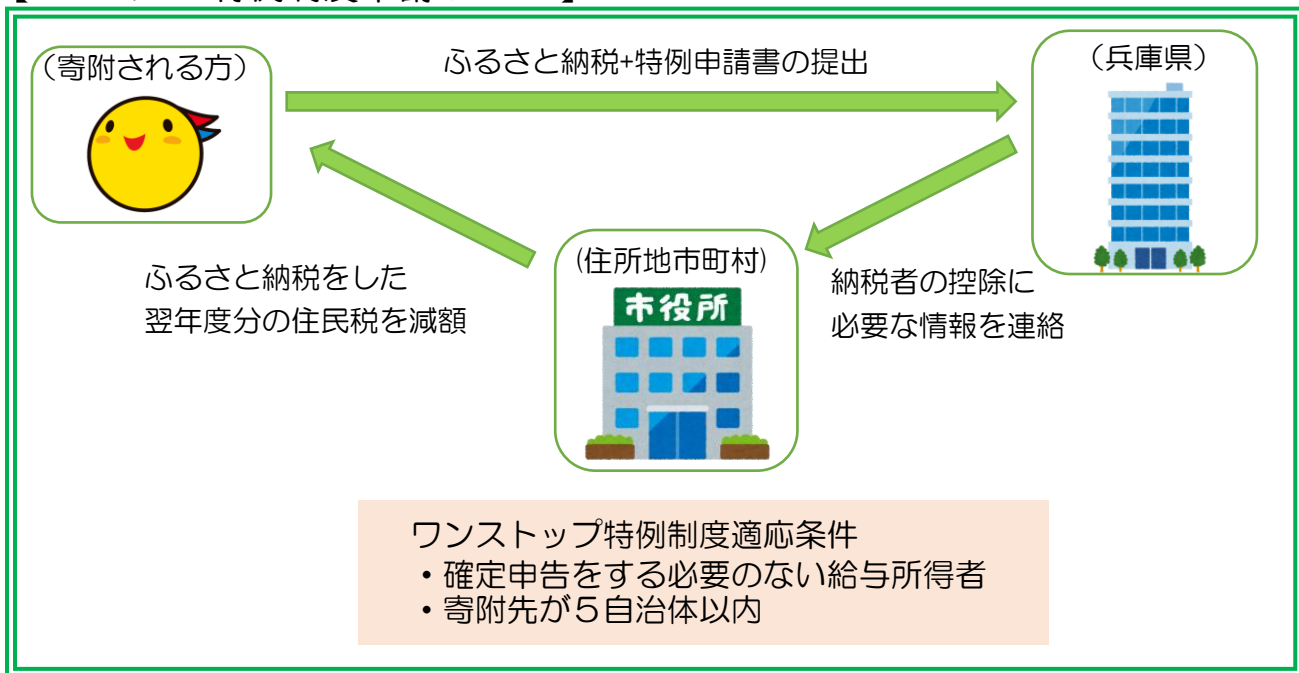 （寄附される方）
ふるさと納税+特例申請書の提出
（兵庫県）
(住所地市町村)
市役所
ふるさと納税をした
翌年度分の住民税を減額
納税者の控除に
必要な情報を連絡
ワンストップ特例制度適応条件
・確定申告をする必要のない給与所得者
・寄附先が５自治体以内